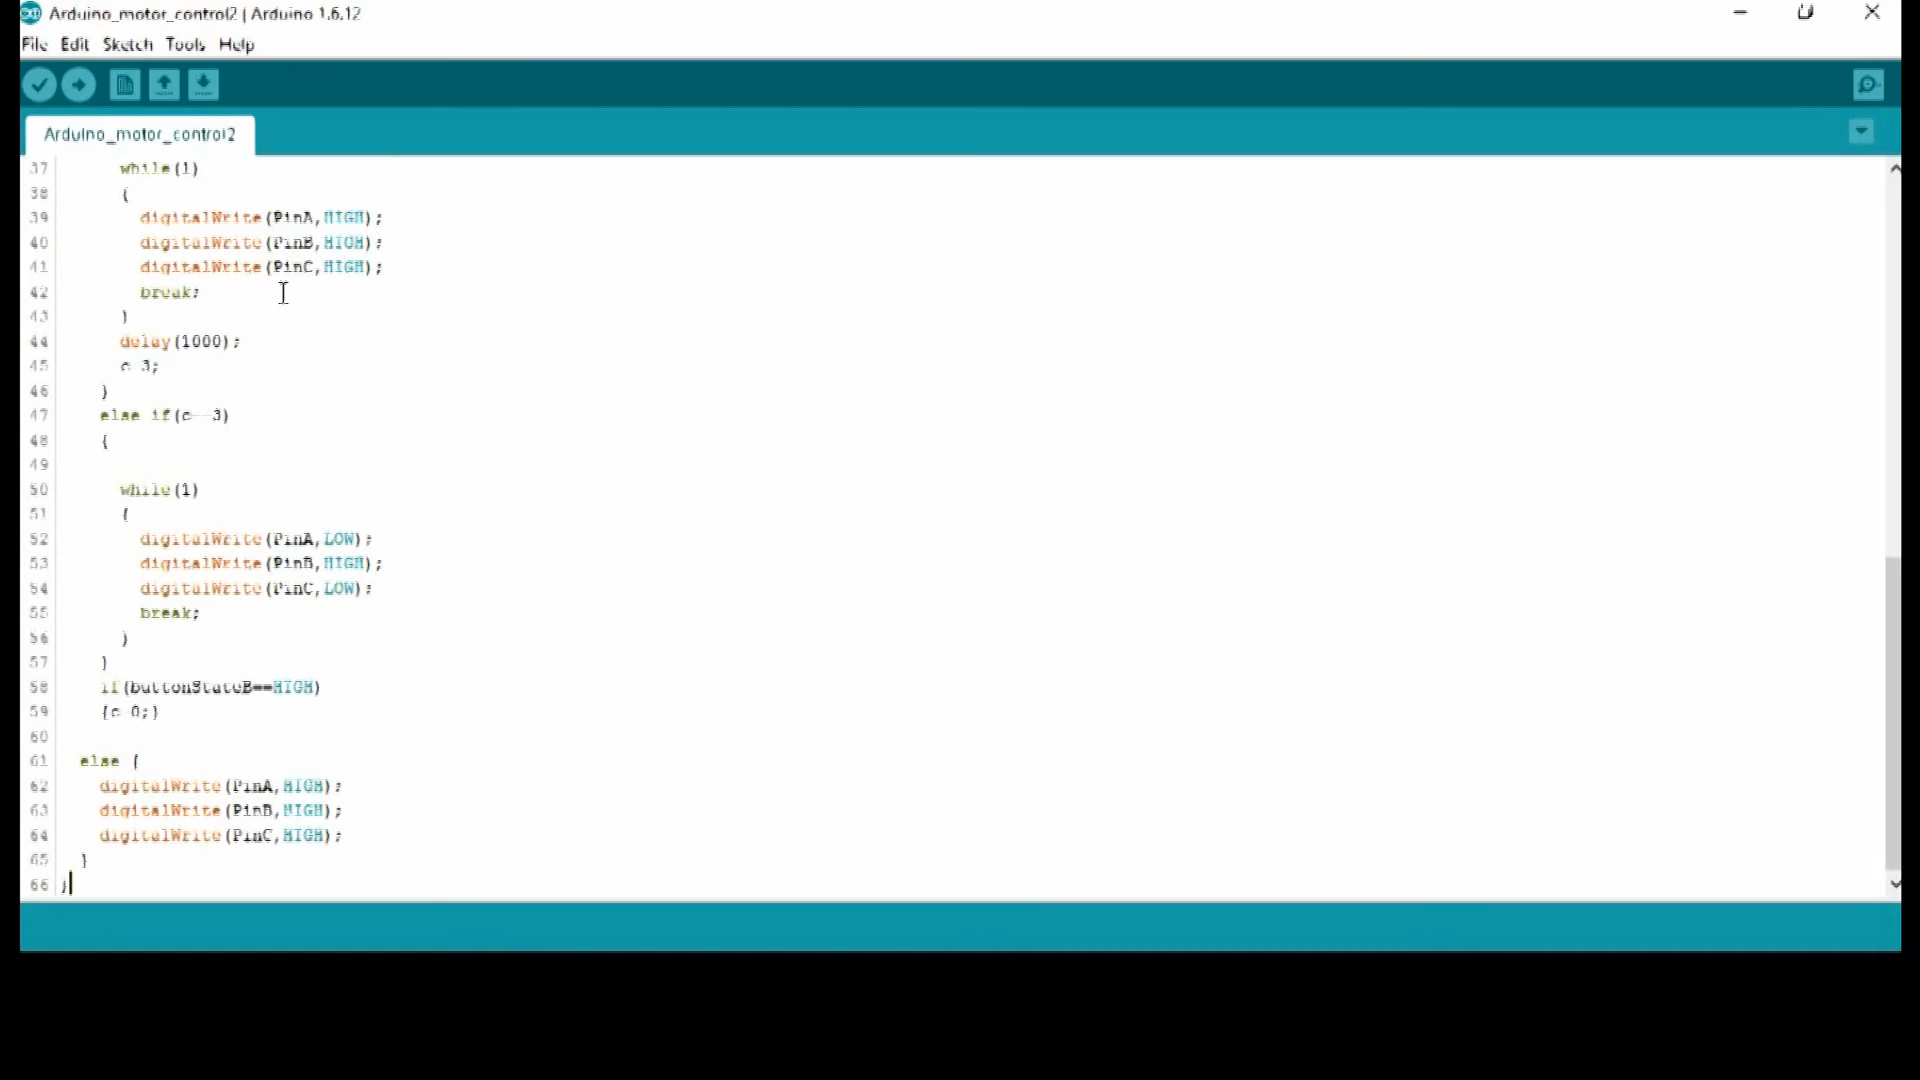 Arduino_motor_control2 | Arduino 1.6.12
File Edit Sketch Tools Help
Arduino_motor_control2
37 while(1)
38 {
39 digitalWrite(PinA,HIGH);
40 digitalWrite(PinB,HIGH);
41 digitalWrite(PinC,HIGH);
42 break;
43 }
44 delay(1000);
45 c=3;
46 }
47 else if(c==3)
48 {
49
50 while(1)
51 {
52 digitalWrite(PinA,LOW);
53 digitalWrite(PinB,HIGH);
54 digitalWrite(PinC,LOW);
55 break;
56 }
57 }
58 if(buttonStateB==HIGH)
59 {c=0;}
60
61 else {
62 digitalWrite(PinA,HIGH);
63 digitalWrite(PinB,HIGH);
64 digitalWrite(PinC,HIGH);
65 }
66 }